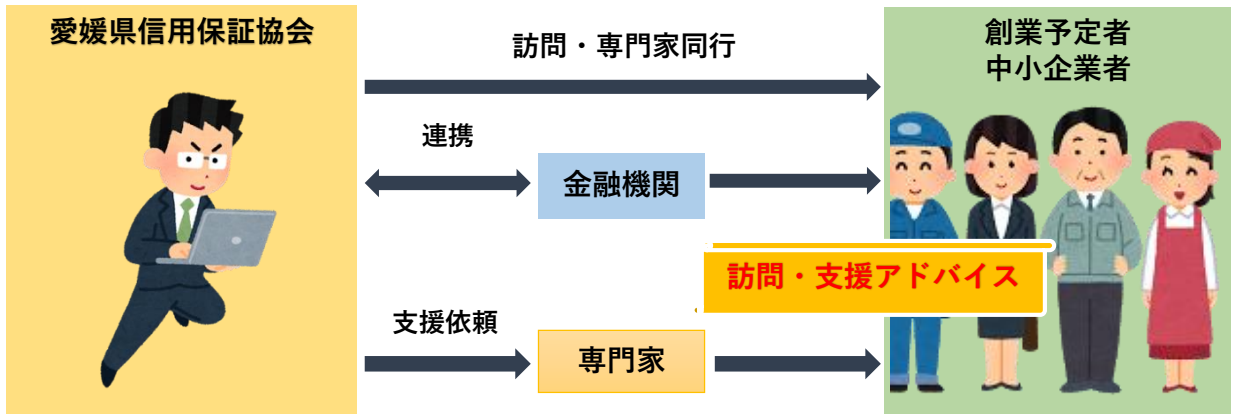 愛媛県信用保証協会
訪問・専門家同行
創業予定者
中小企業者
連携
金融機関
訪問・支援アドバイス
支援依頼
専門家